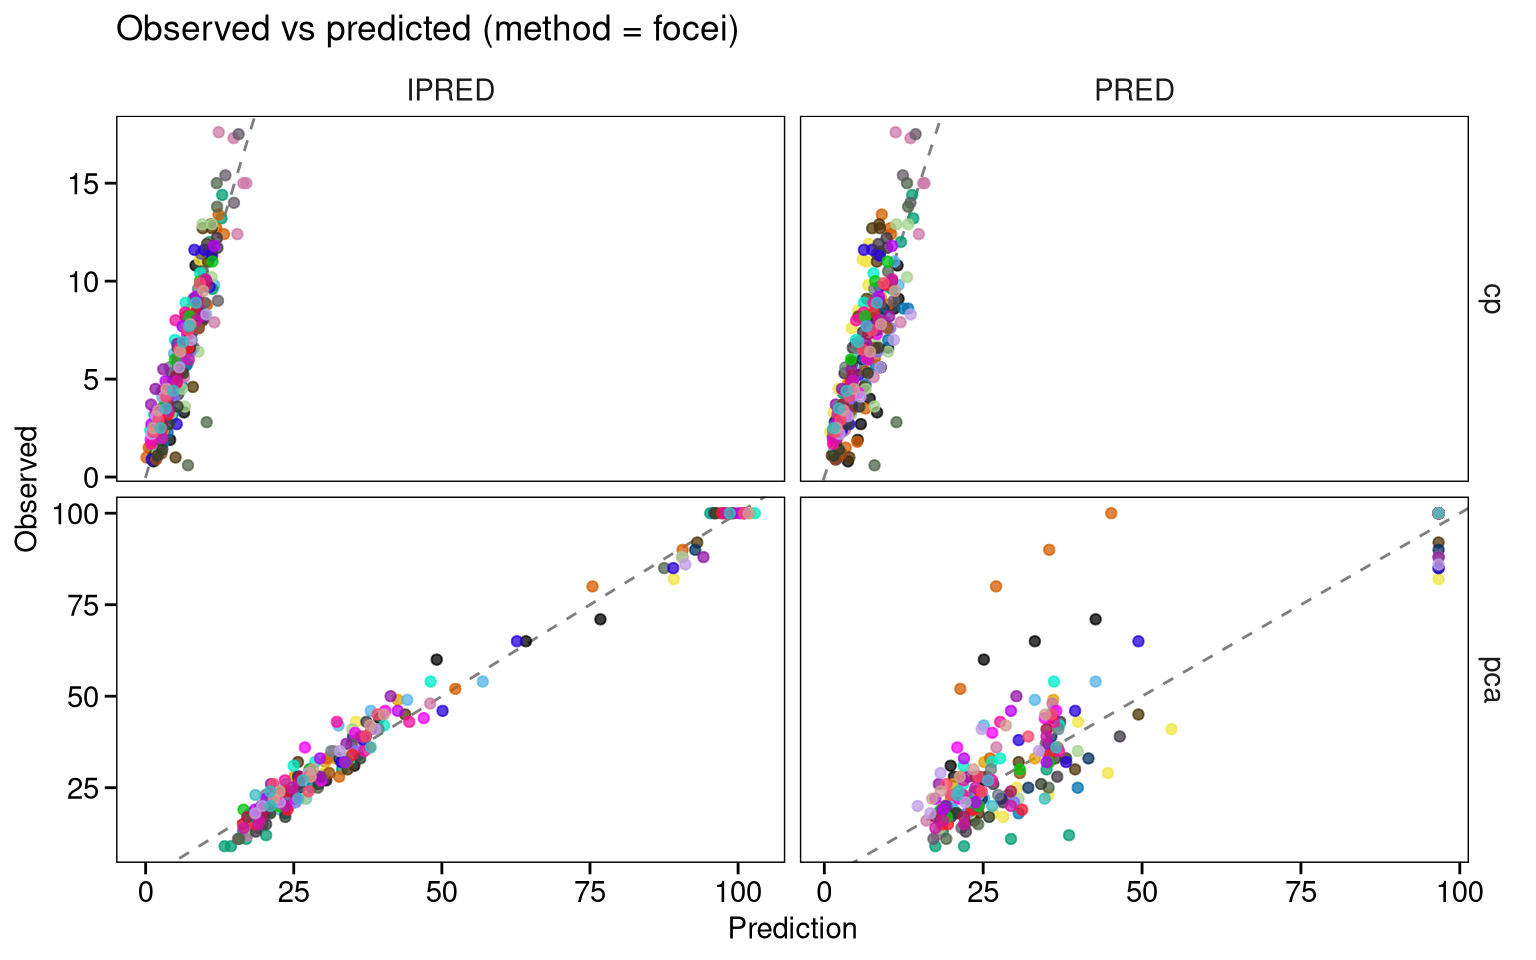 Observed vs predicted (method = focei)
IPRED
PRED
15
10
5
0
cp
100
75
50
25
pca
0 25 50 75 100
0 25 50 75 100
Prediction
Observed